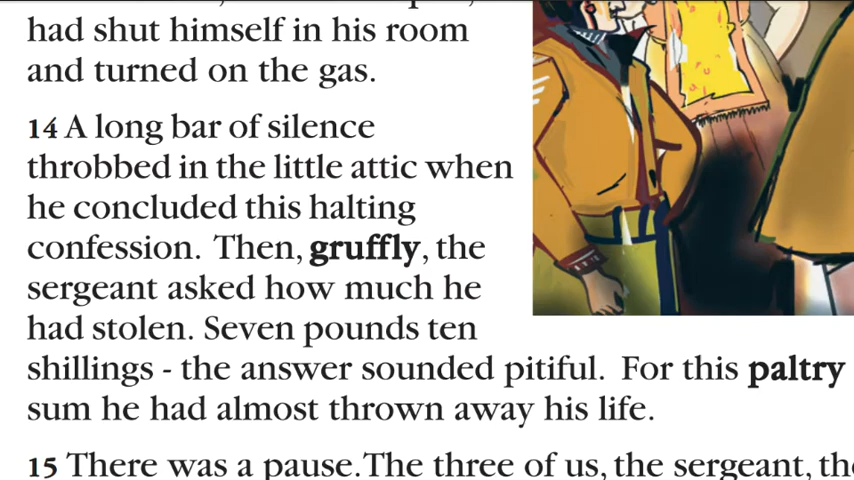 had shut himself in his room
and turned on the gas.
14 A long bar of silence
throbbed in the little attic when
he concluded this halting
confession. Then, gruffly, the
sergeant asked how much he
had stolen. Seven pounds ten
shillings - the answer sounded pitiful. For this paltry
sum he had almost thrown away his life.
15 There was a pause.The three of us, the sergeant, the